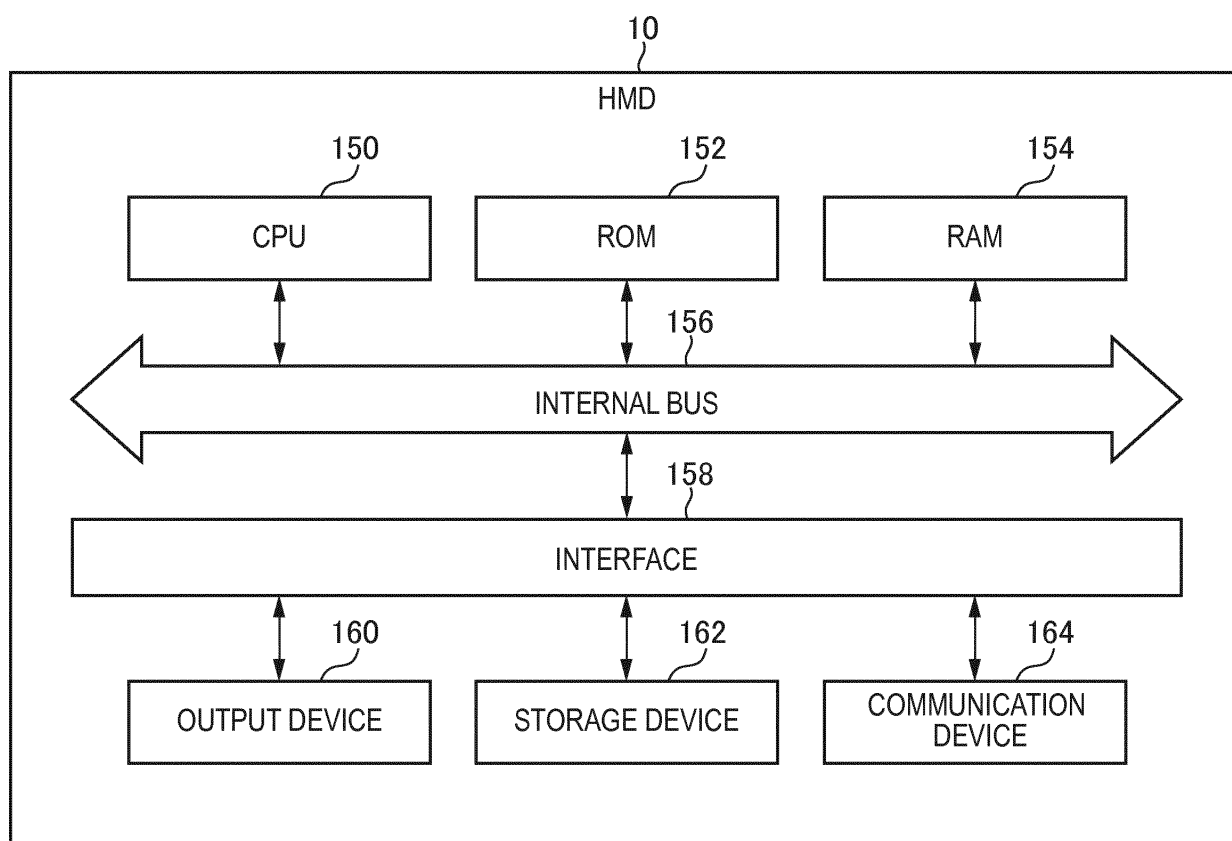 10
HMD
150
152
154
CPU
ROM
RAM
156
INTERNAL BUS
158
INTERFACE
160
162
164
OUTPUT DEVICE
STORAGE DEVICE
COMMUNICATION
DEVICE